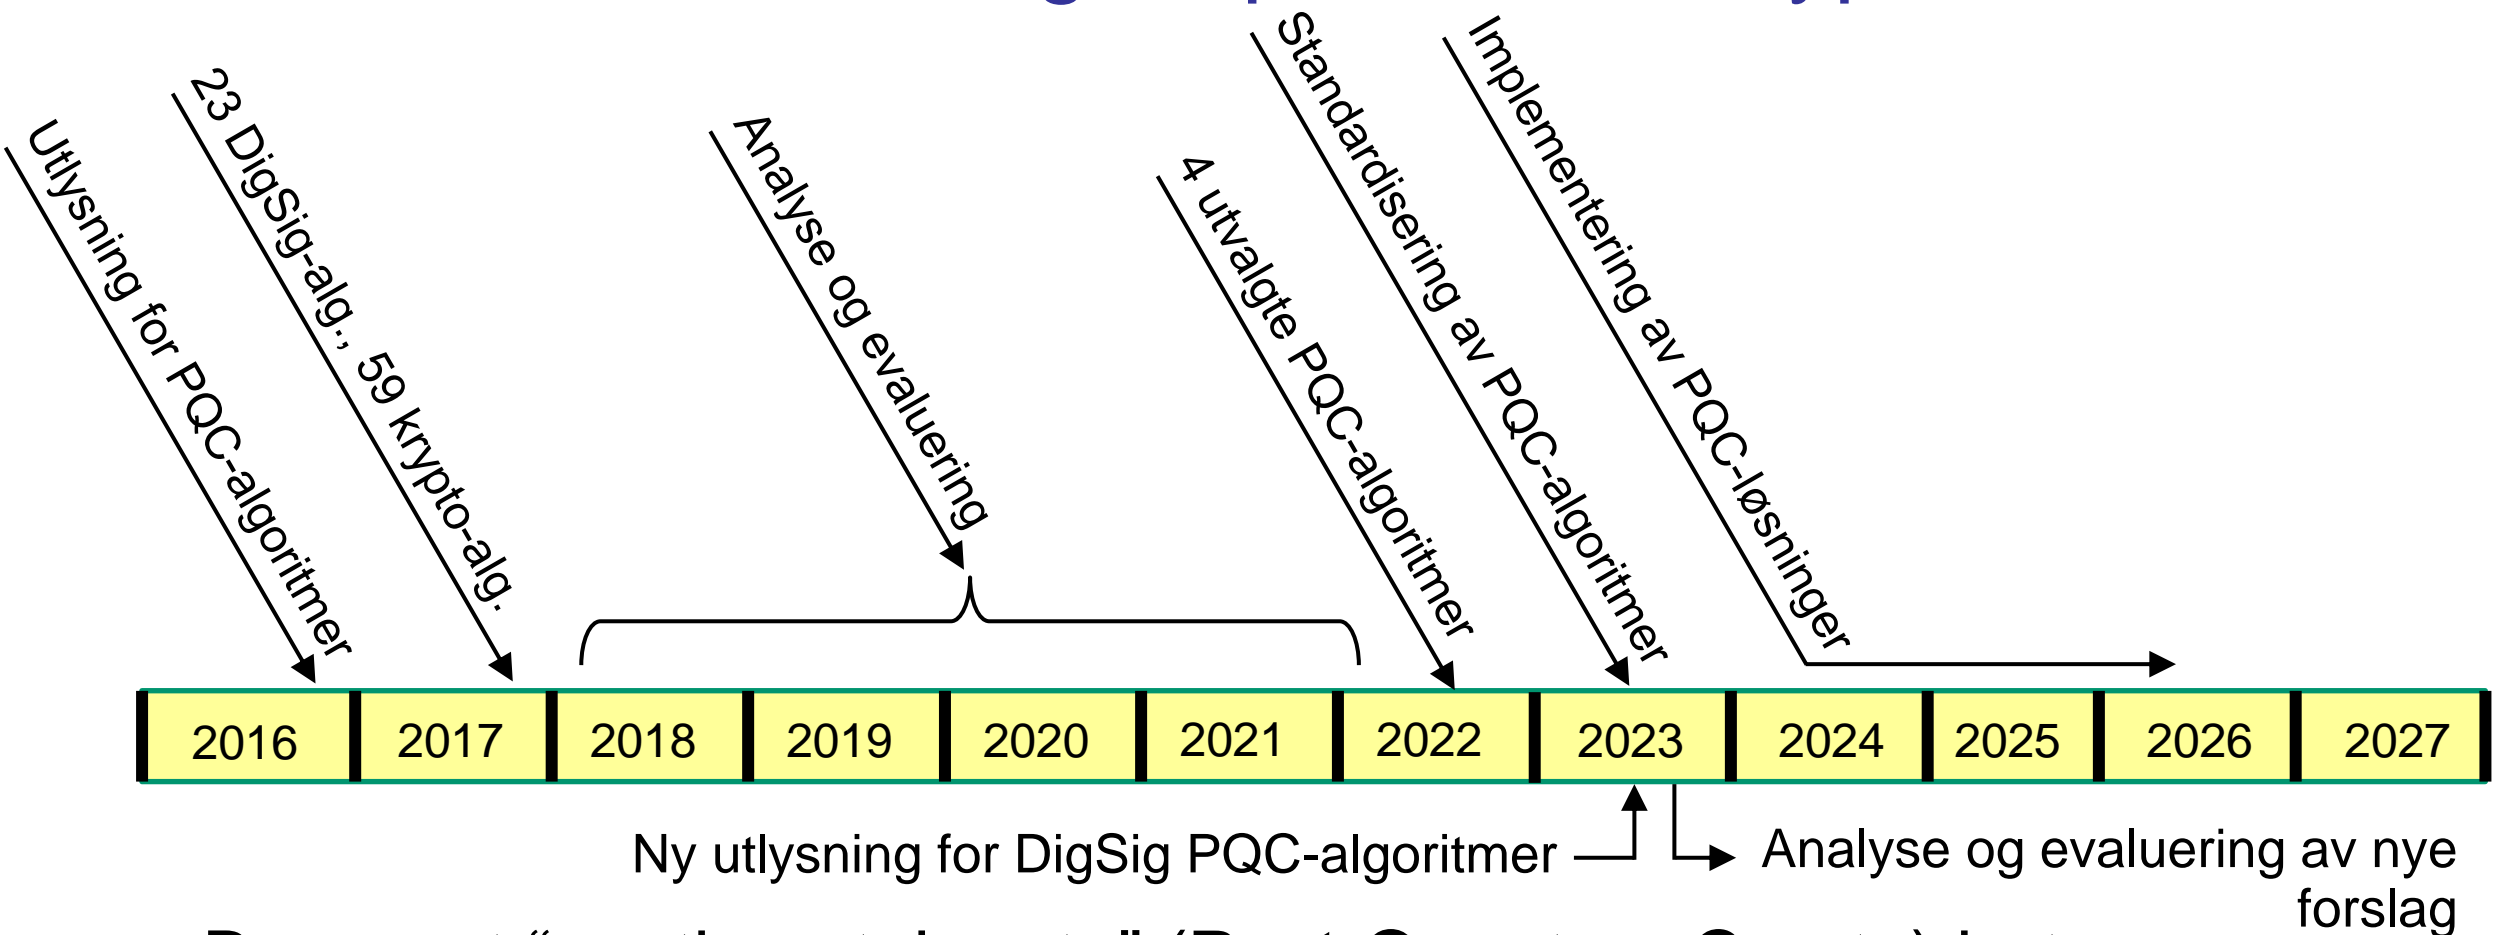 Utlysning for PQC-algoritmer
23 DigSig-alg., 59 krypto-alg.
Analyse og evaluering
4 utvalgte PQC-algoritmer
Standardisering av PQC-algoritmer
Implementering av PQC-løsninger
2016 2017 2018 2019 2020 2021 2022 2023 2024 2025 2026 2027
Ny utlysning for DigSig PQC-algoritmer
Analyse og evaluering av nye
forslag